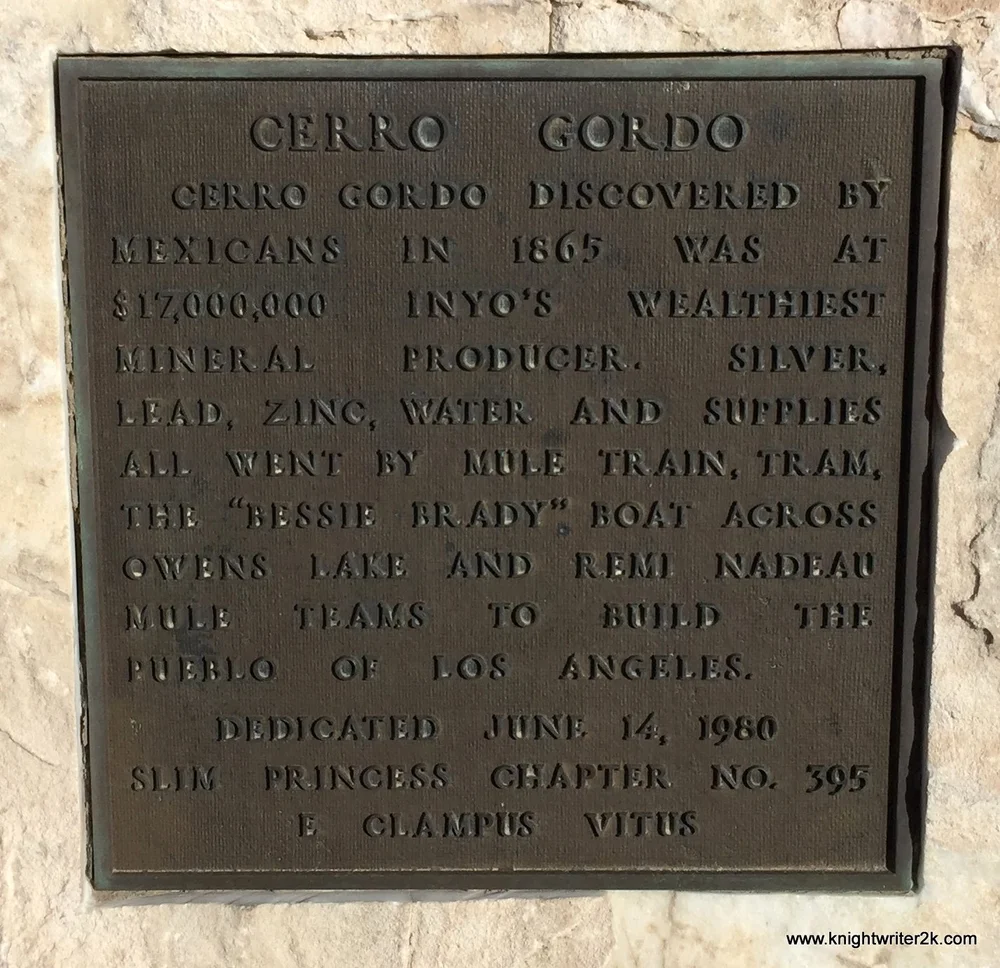 CERRO GORDO
CERRO GORDO DISCOVERED BY
MEXICANS IN 1865 WAS AT
$17,000,000 INYO'S WEALTHIEST
MINERAL PRODUCER. SILVER,
LEAD, ZINC, WATER AND SUPPLIES
ALL WENT BY MULE TRAIN, TRAM,
THE "BESSIE BRADY" BOAT ACROSS
OWENS LAKE AND REMI NADEAU
MULE TEAMS TO BUILD THE
PUEBLO OF LOS ANGELES.
DEDICATED JUNE 14, 1980
SLIM PRINCESS CHAPTER NO. 395
E CLAMPUS VITUS
www.knightwriter2k.com